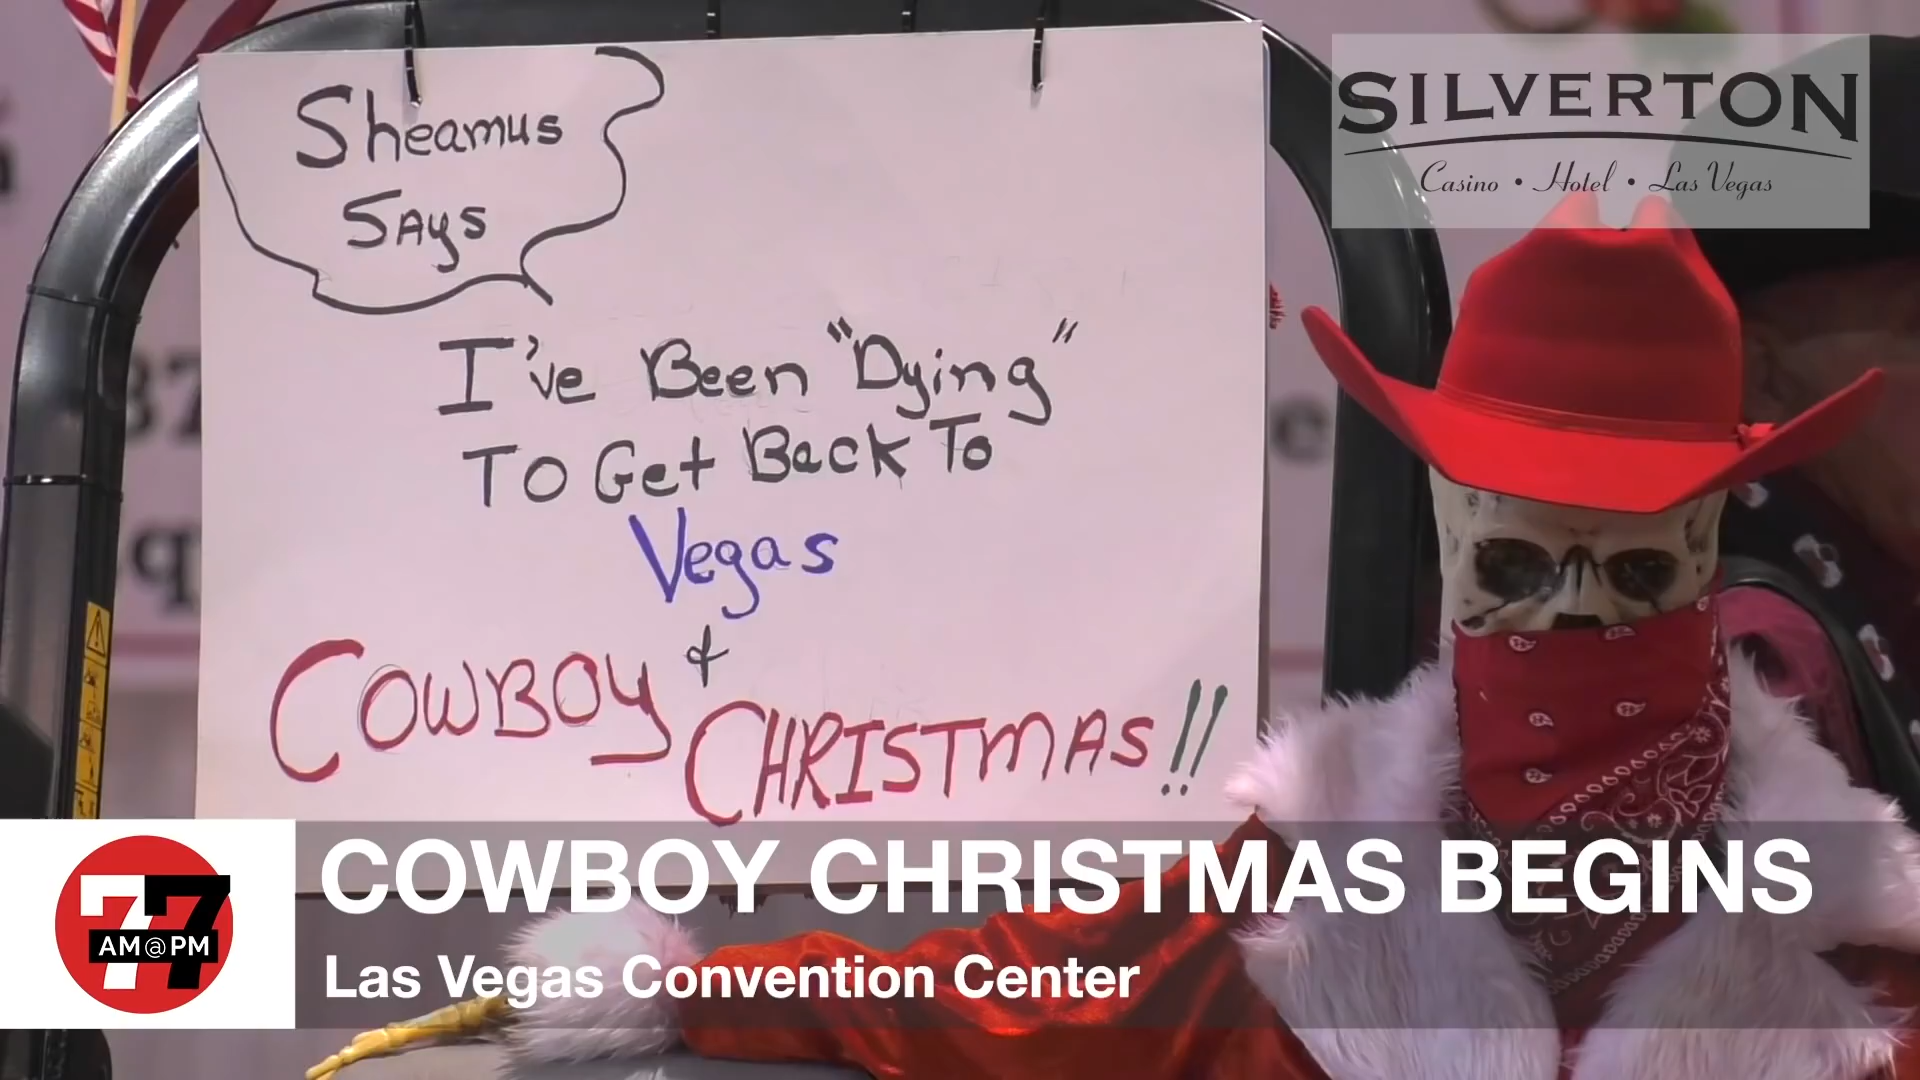 Sheamus
SAys
I've Been "Dying"
TO Get Back To
Vegas
&
COWBOY
CHRISTMAS!!
SILVERTON
Casino • Hotel • Las Vegas
77
AM@PM
COWBOY CHRISTMAS BEGINS
Las Vegas Convention Center